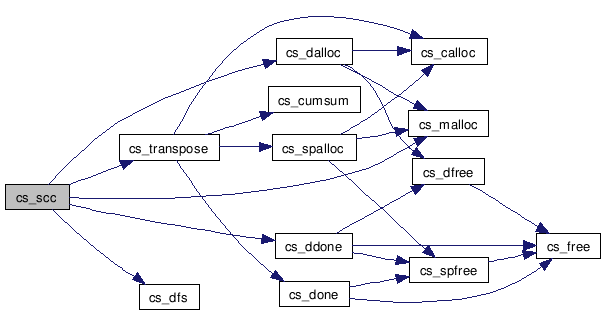 cs_dalloc
cs_calloc
cs_cumsum
cs_malloc
cs_transpose
cs_spalloc
cs_dfree
cs_scc
cs_ddone
cs_free
cs_spfree
cs_done
cs_dfs